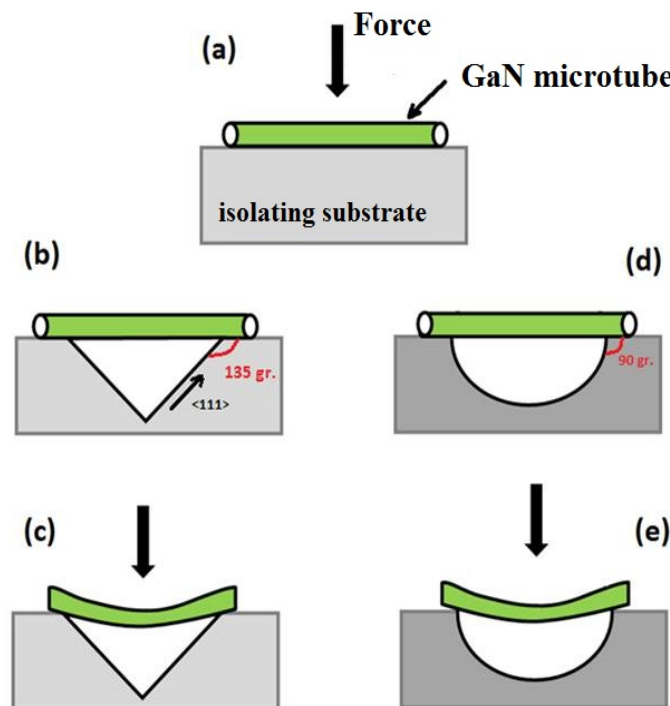 (a)
Force
GaN microtube
isolating substrate
(b)
135 gr.
<111>
(d)
90 gr.
(c)
(e)